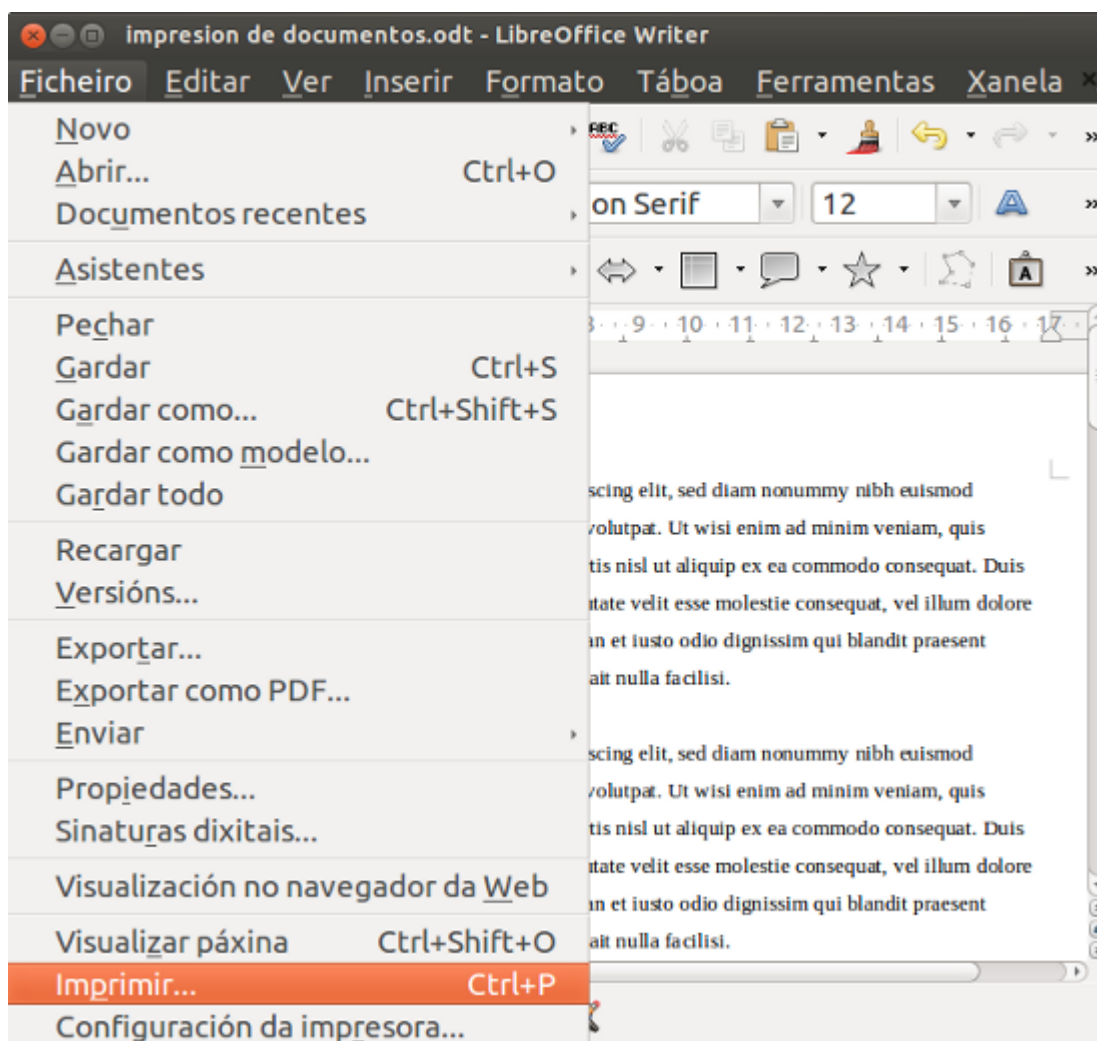 impresion de documentos.odt - LibreOffice Writer
Ficheiro Editar Ver Inserir Formato Táboa Ferramentas Xanela
Novo
Abrir... Ctrl+O
Documentos recentes
Asistentes
Pechar
Gardar Ctrl+S
Gardar como... Ctrl+Shift+S
Gardar como modelo...
Gardar todo
Recargar
Versións...
Exportar...
Exportar como PDF...
Enviar
Propiedades...
Sinaturas dixitais...
Visualización no navegador da Web
Visualizar páxina Ctrl+Shift+O
Imprimir... Ctrl+P
Configuración da impresora...
ABC
on Serif 12
A
9 10 11 12 13 14 15 16 17
scing elit, sed diam nonummy nibh euismod
volutpat. Ut wisi enim ad minim veniam, quis
tis nisl ut aliquip ex ea commodo consequat. Duis
utate velit esse molestie consequat, vel illum dolore
an et iusto odio dignissim qui blandit praesent
ait nulla facilisi.
scing elit, sed diam nonummy nibh euismod
volutpat. Ut wisi enim ad minim veniam, quis
tis nisl ut aliquip ex ea commodo consequat. Duis
utate velit esse molestie consequat, vel illum dolore
an et iusto odio dignissim qui blandit praesent
ait nulla facilisi.